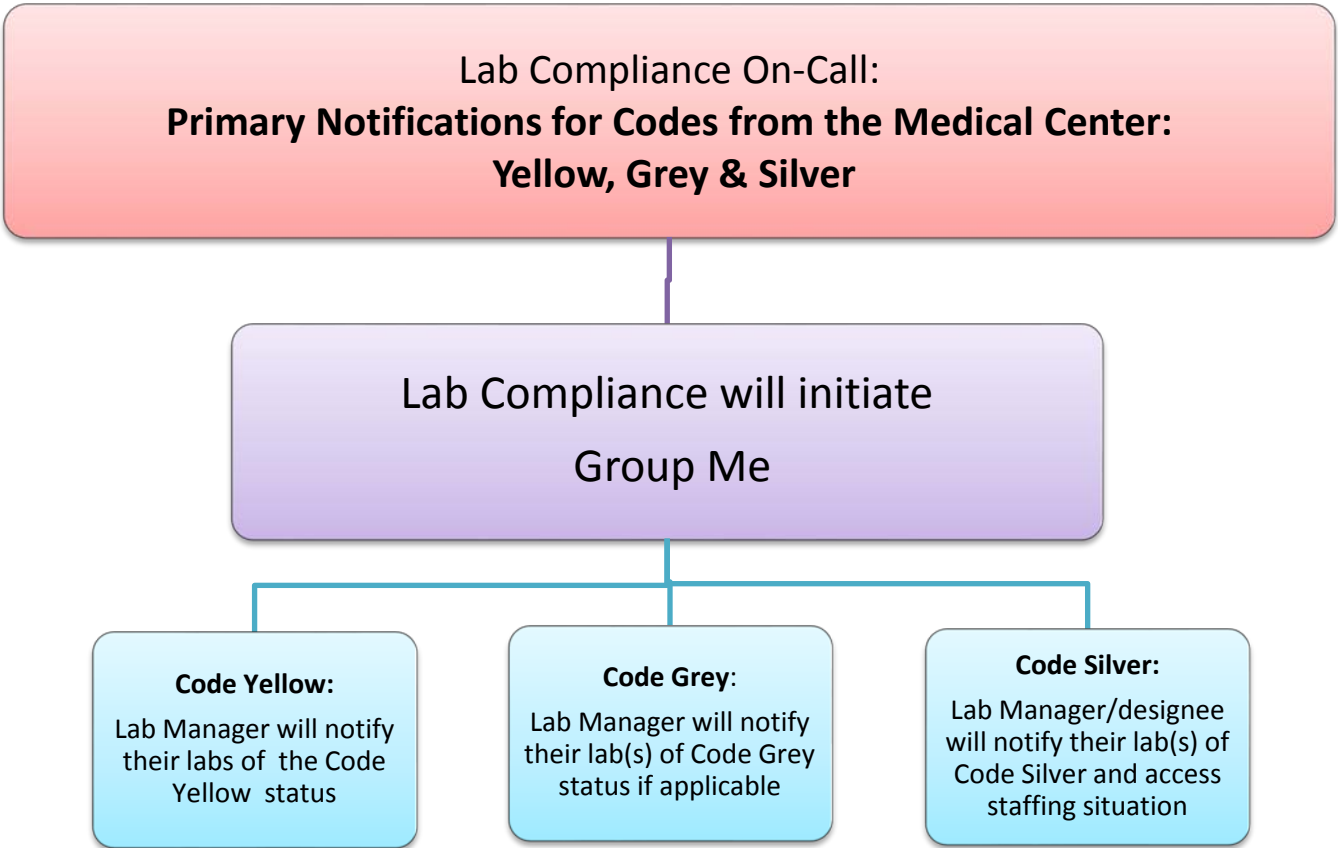 Lab Compliance On-Call:
Primary Notifications for Codes from the Medical Center:
Yellow, Grey & Silver
Lab Compliance will initiate
Group Me
Code Yellow:
Lab Manager will notify
their labs of the Code
Yellow status
Code Grey:
Lab Manager will notify
their lab(s) of Code Grey
status if applicable
Code Silver:
Lab Manager/designee
will notify their lab(s) of
Code Silver and access
staffing situation